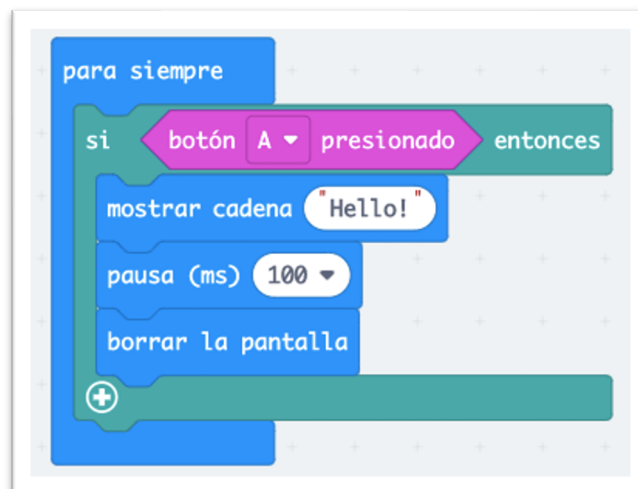 para siempre
si botón A presionado entonces
mostrar cadena "Hello!"
pausa (ms) 100
borrar la pantalla